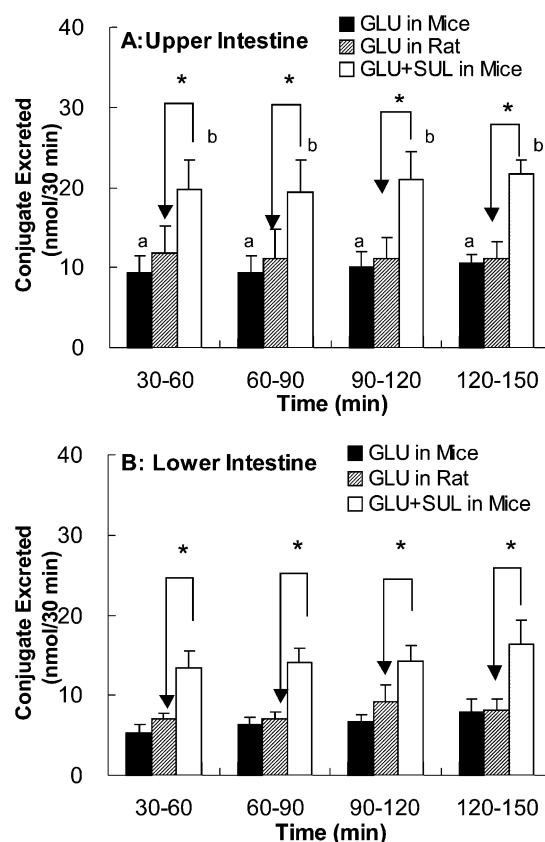 GLU in Mice
A:Upper Intestine
GLU in Rat
GLU+SUL in Mice
40
30
20
10
0
Conjugate Excreted
(nmol/30 min)
* * * *
b b b b
a a a a
30-60 60-90 90-120 120-150
Time (min)
B: Lower Intestine
GLU in Mice
GLU in Rat
GLU+SUL in Mice
40
30
20
10
0
Conjugate Excreted
(nmol/30 min)
* * * *
30-60 60-90 90-120 120-150
Time (min)